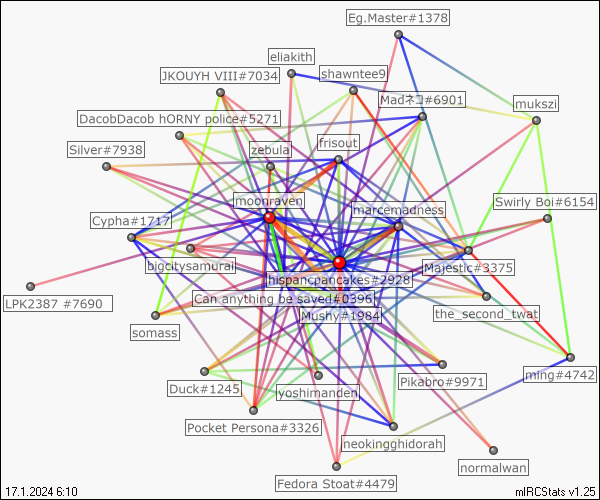 Eg.Master#1378
eliakith
shawntee9
JKOUYH VIII#7034
Madネコ#6901
mukszi
DacobDacob hORNY police#5271
frisout
Silver#7938
zebula
moonraven
Swirly Boi#6154
marcemadness
Cypha#1717
bigcitysamurai
Majestic#3375
hispancpancakes#2928
LPK2387 #7690
Can anything be saved#0396
Mushy#1984
the_second_twat
somass
ming#4742
Pikabro#9971
Duck#1245
yoshimanden
Pocket Persona#3326
neokingghidorah
normalwan
Fedora Stoat#4479
17.1.2024 6:10
mIRCStats v1.25